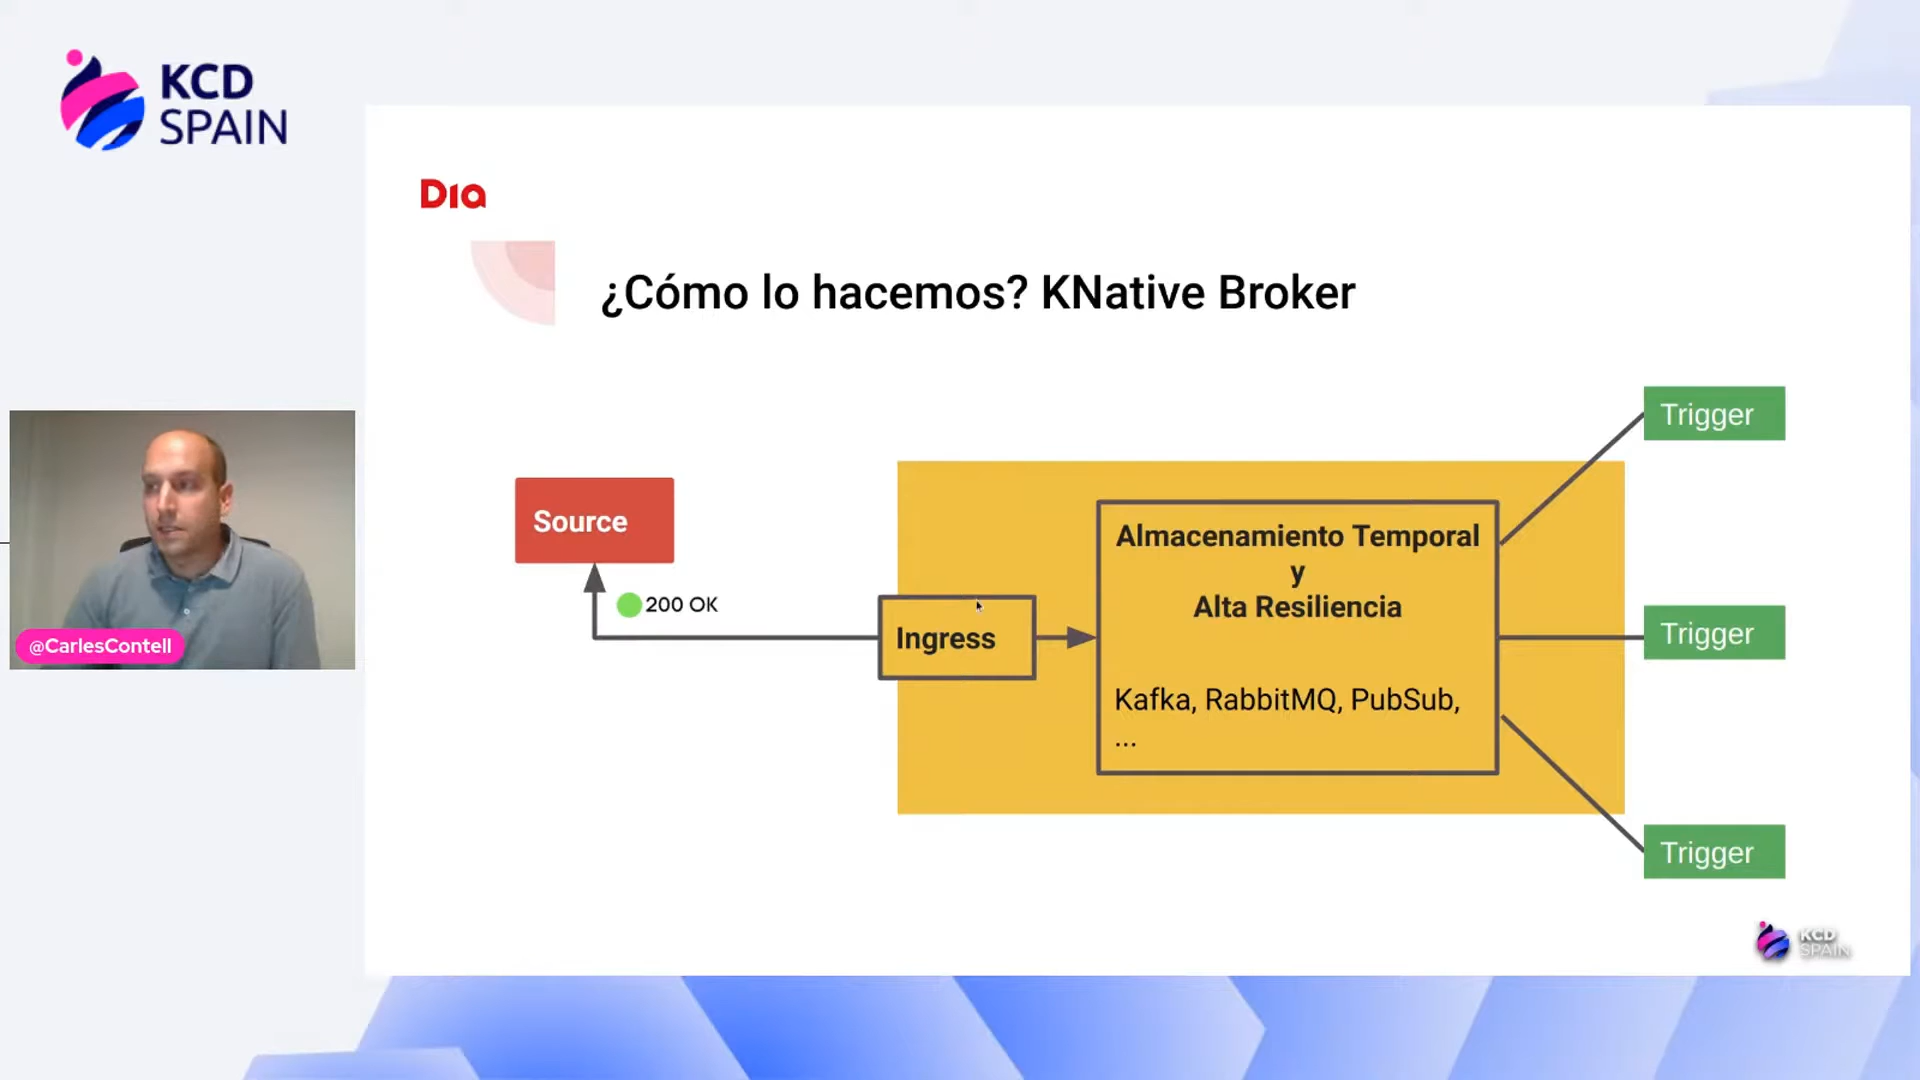 KCD
SPAIN
Dia
¿Cómo lo hacemos? KNative Broker
Trigger
Source
Almacenamiento Temporal
y
Alta Resiliencia
200 OK
Ingress
Trigger
@CarlesContell
Kafka, RabbitMQ, PubSub,
...
Trigger
KCD
SPAIN